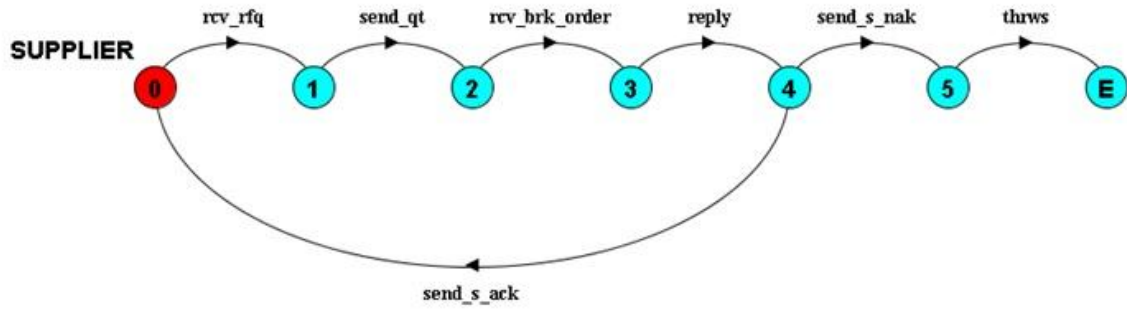 rcv_rfq send_qt rcv_brk_order reply send_s_nak thrws
SUPPLIER
0 1 2 3 4 5 E
send_s_ack